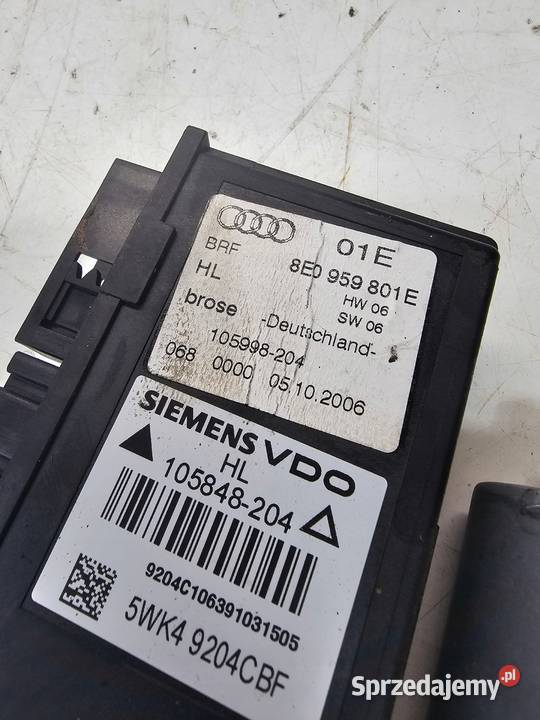 01E
BRF 8E0 959 801E
HL HW 06
SW 06
brose -Deutschland-
105998-204
068 0000 05.10.2006
SIEMENS VDO
HL
105848-204
9204C106391031505
5WK4 9204CBF
Sprzedajemy.pl